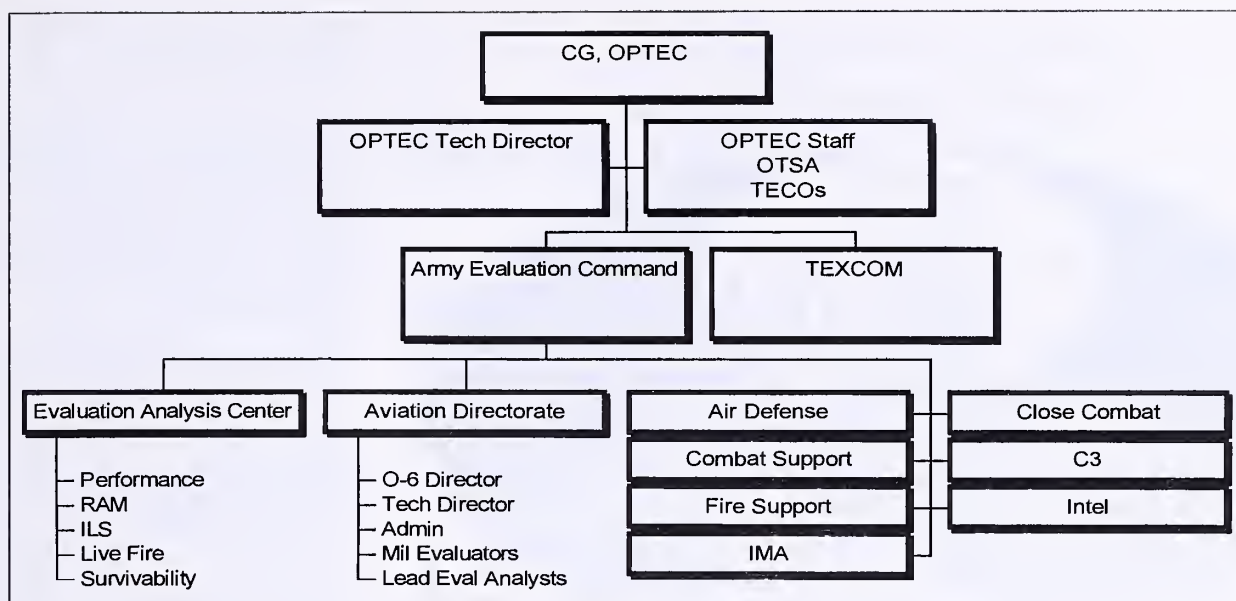 CG, OPTEC
OPTEC Tech Director
OPTEC Staff
OTSA
TECOs
Army Evaluation Command
TEXCOM
Evaluation Analysis Center
Performance
RAM
ILS
Live Fire
Survivability
Aviation Directorate
O-6 Director
Tech Director
Admin
Mil Evaluators
Lead Eval Analysts
Air Defense
Close Combat
Combat Support
C3
Fire Support
Intel
IMA